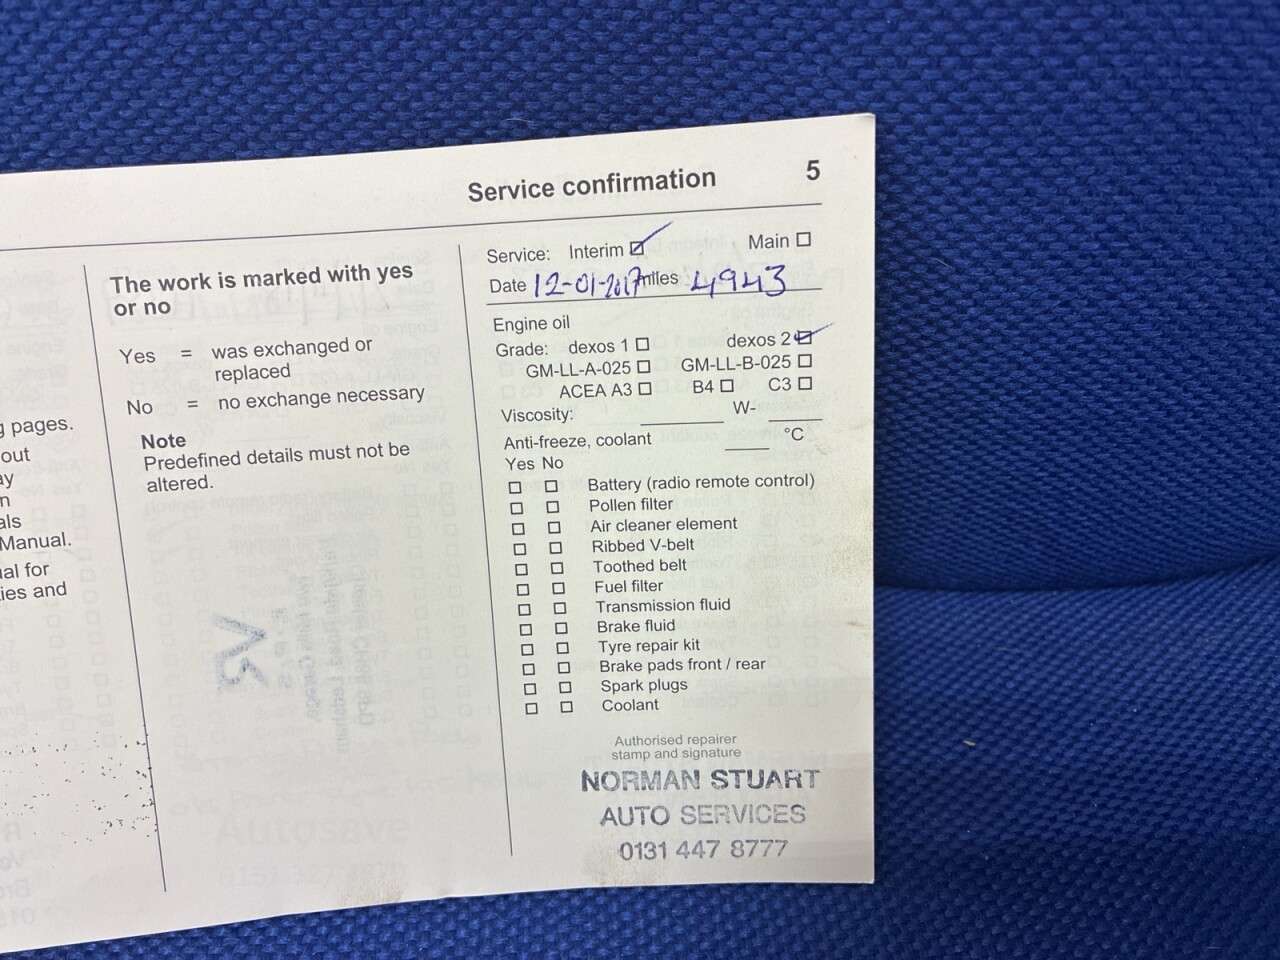 Service confirmation 5
g pages.
out
ay
n
als
Manual.
ual for
ties and
The work is marked with yes
or no
Yes = was exchanged or
replaced
No = no exchange necessary
Note
Predefined details must not be
altered.
Service: Interim Main
Date 12-01-2017 miles 4943
Engine oil
Grade: dexos 1 dexos 2
GM-LL-A-025 GM-LL-B-025
ACEA A3 B4 C3
Viscosity: W-
Anti-freeze, coolant °C
Yes No
Battery (radio remote control)
Pollen filter
Air cleaner element
Ribbed V-belt
Toothed belt
Fuel filter
Transmission fluid
Brake fluid
Tyre repair kit
Brake pads front / rear
Spark plugs
Coolant
Authorised repairer
stamp and signature
NORMAN STUART
AUTO SERVICES
0131 447 8777
Autosave